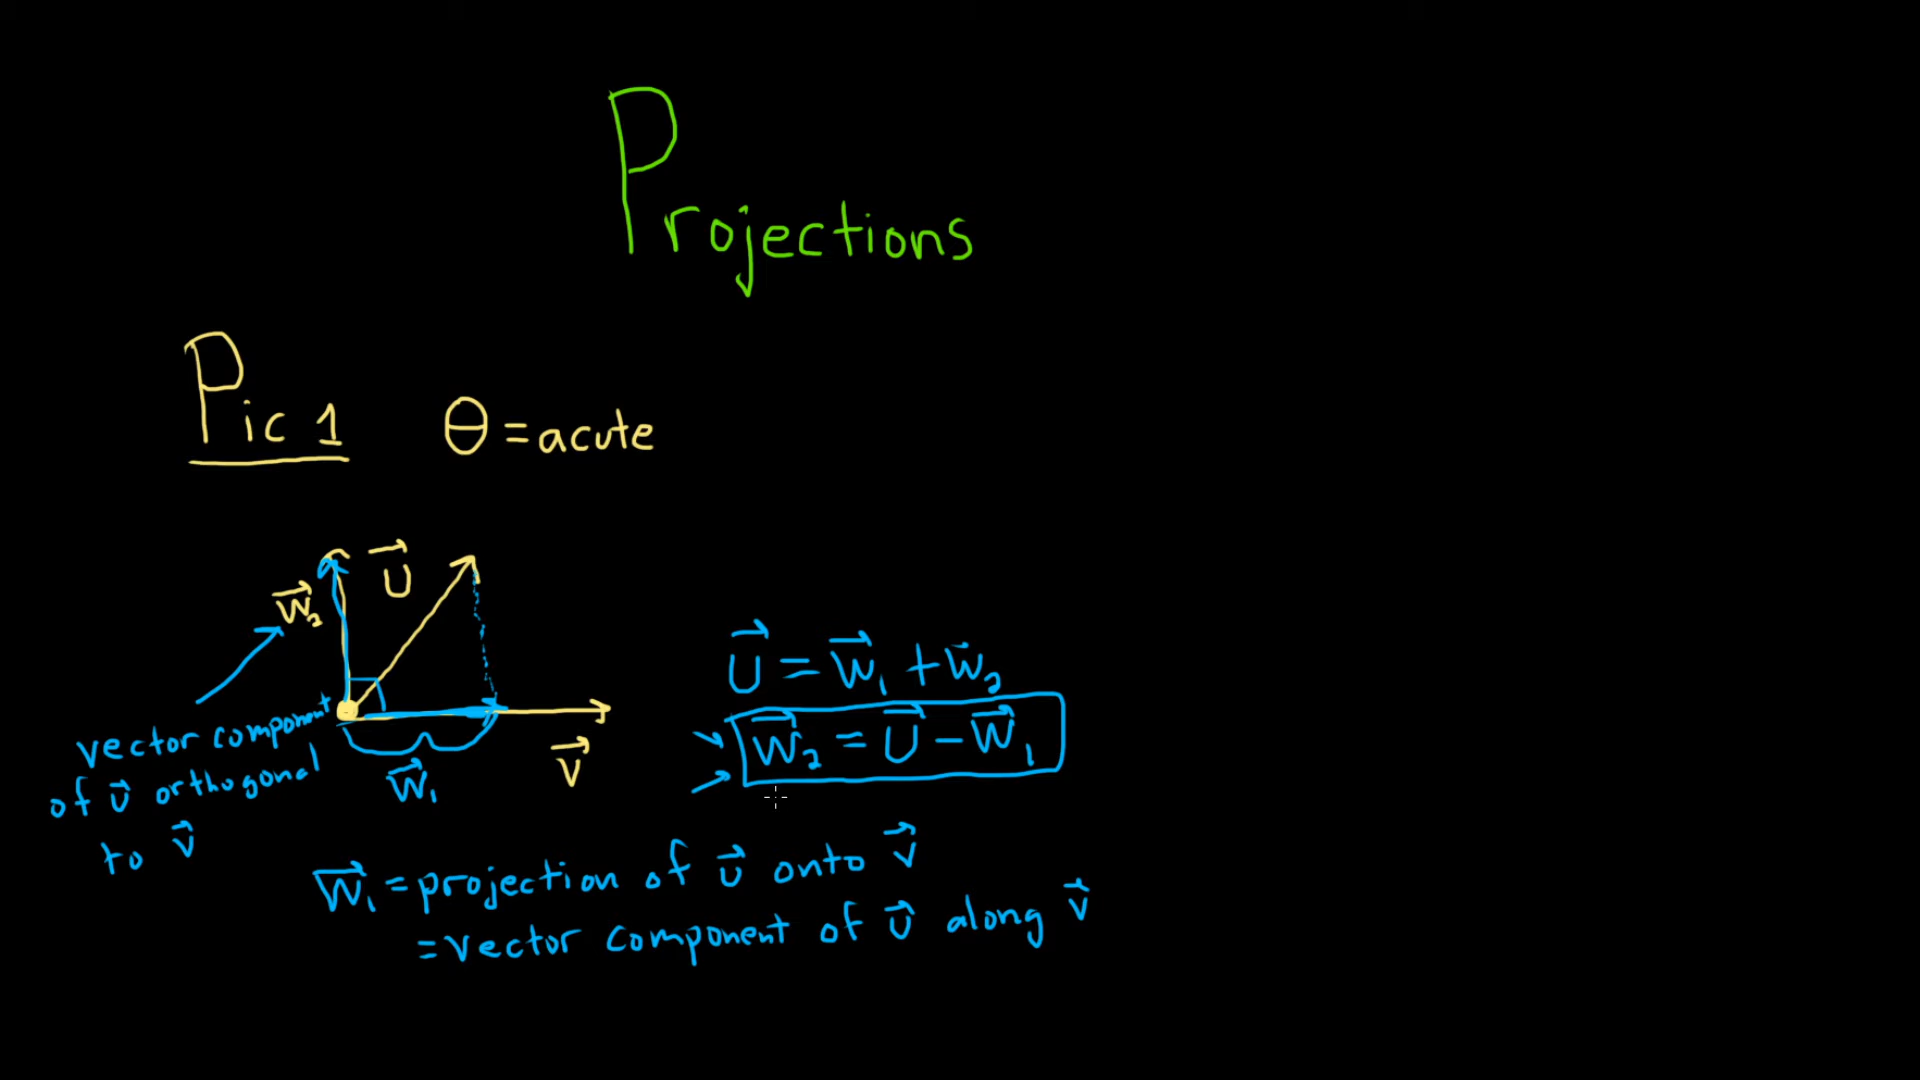 Projections
Pic 1 θ = acute
U⃗
W⃗₂
U⃗ = W⃗₁ + W⃗₂
W⃗₂ = U⃗ − W⃗₁
V⃗
W⃗₁
vector component
of u⃗ orthogonal
to v⃗
W⃗₁ = projection of u⃗ onto v⃗
= vector component of u⃗ along v⃗